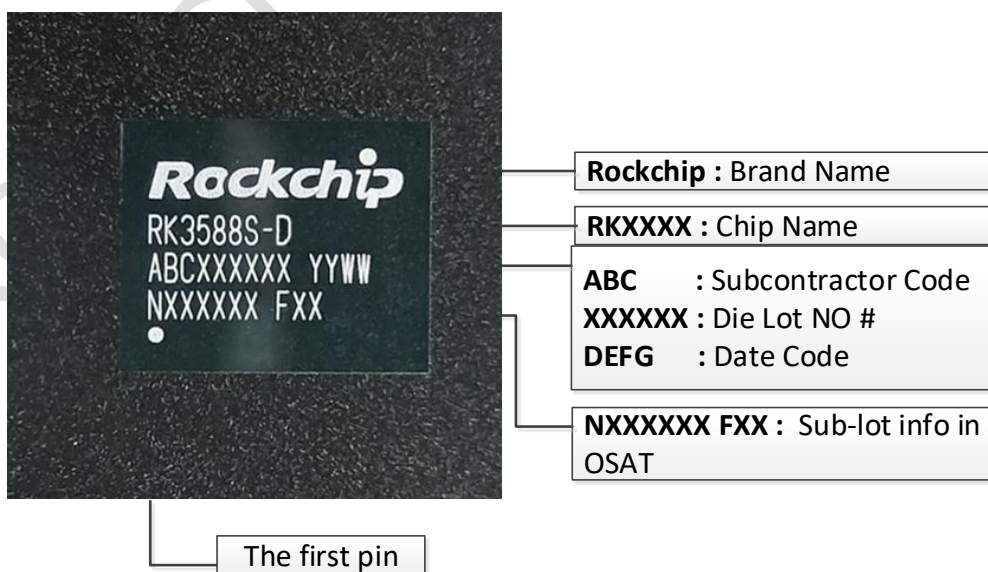 Rockchip
RK3588S-D
ABCXXXXXX YYWW
NXXXXXX FXX
Rockchip : Brand Name
RKXXXX : Chip Name
ABC : Subcontractor Code
XXXXXX : Die Lot NO #
DEFG : Date Code
NXXXXXX FXX : Sub-lot info in
OSAT
The first pin